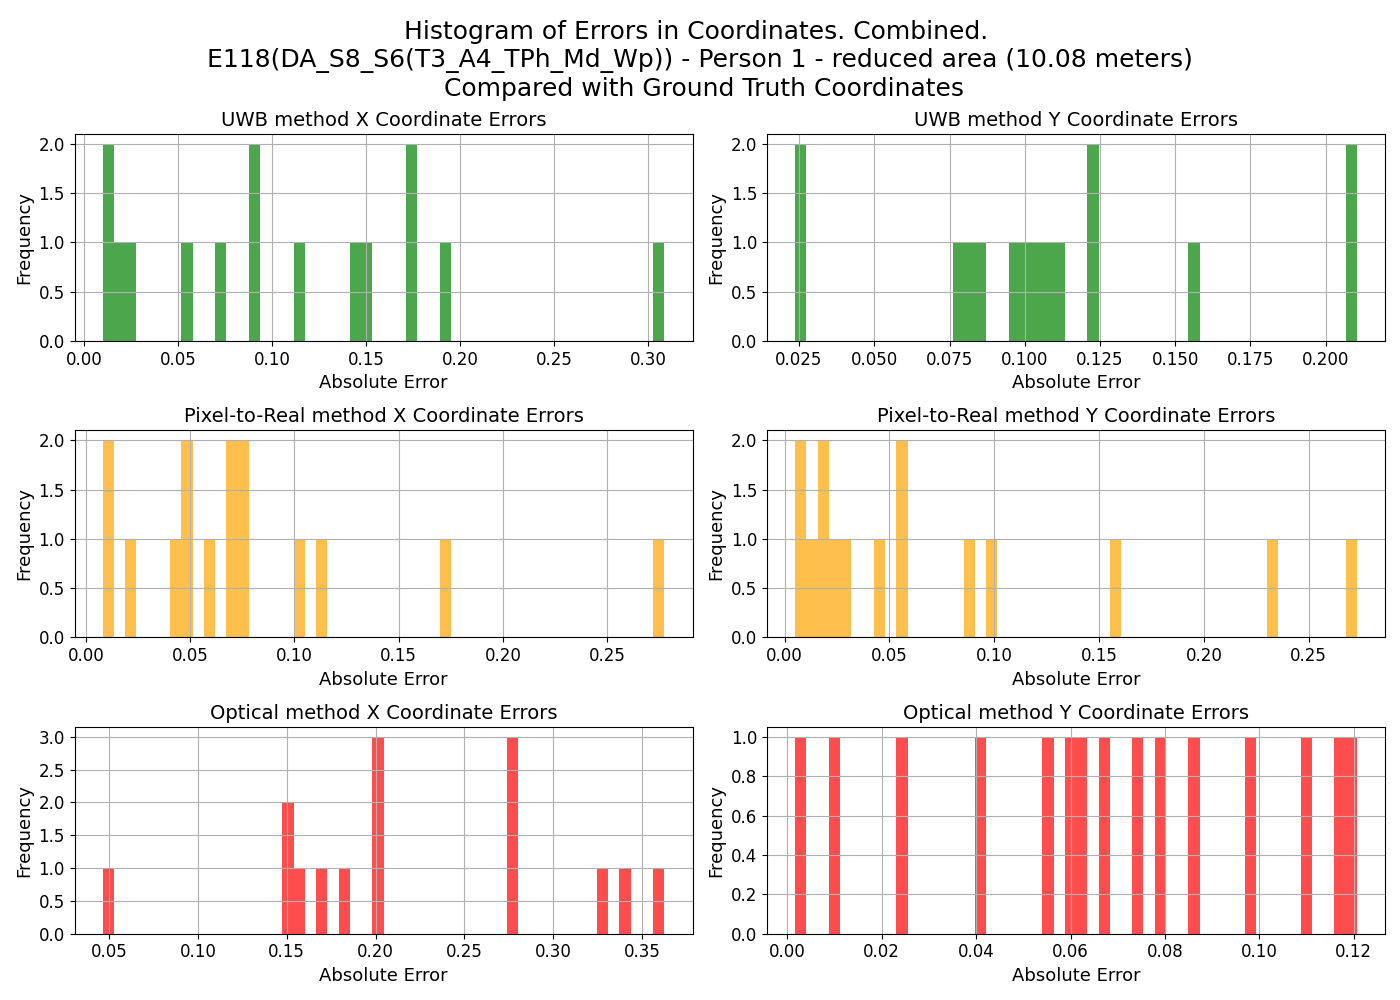 Histogram of Errors in Coordinates. Combined.
E118(DA_S8_S6(T3_A4_TPh_Md_Wp)) - Person 1 - reduced area (10.08 meters)
Compared with Ground Truth Coordinates
UWB method X Coordinate Errors
Frequency
2.0
1.5
1.0
0.5
0.0
0.00 0.05 0.10 0.15 0.20 0.25 0.30
Absolute Error
UWB method Y Coordinate Errors
Frequency
2.0
1.5
1.0
0.5
0.0
0.025 0.050 0.075 0.100 0.125 0.150 0.175 0.200
Absolute Error
Pixel-to-Real method X Coordinate Errors
Frequency
2.0
1.5
1.0
0.5
0.0
0.00 0.05 0.10 0.15 0.20 0.25
Absolute Error
Pixel-to-Real method Y Coordinate Errors
Frequency
2.0
1.5
1.0
0.5
0.0
0.00 0.05 0.10 0.15 0.20 0.25
Absolute Error
Optical method X Coordinate Errors
Frequency
3.0
2.5
2.0
1.5
1.0
0.5
0.0
0.05 0.10 0.15 0.20 0.25 0.30 0.35
Absolute Error
Optical method Y Coordinate Errors
Frequency
1.0
0.8
0.6
0.4
0.2
0.0
0.00 0.02 0.04 0.06 0.08 0.10 0.12
Absolute Error